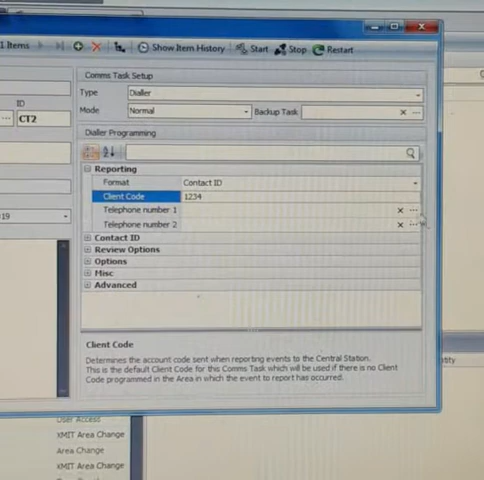 1 Items Show Item History Start Stop Restart
Comms Task Setup
Type Dialler
ID
CT2
Mode Normal Backup Task
Dialler Programming
Reporting
Format Contact ID
Client Code 1234
Telephone number 1
19
Telephone number 2
Contact ID
Review Options
Options
Misc
Advanced
Client Code
Determines the account code sent when reporting events to the Central Station.
This is the default Client Code for this Comms Task which will be used if there is no Client
Code programmed in the Area in which the event to report has occurred.
User Access
XMIT Area Change
Area Change
XMIT Area Change